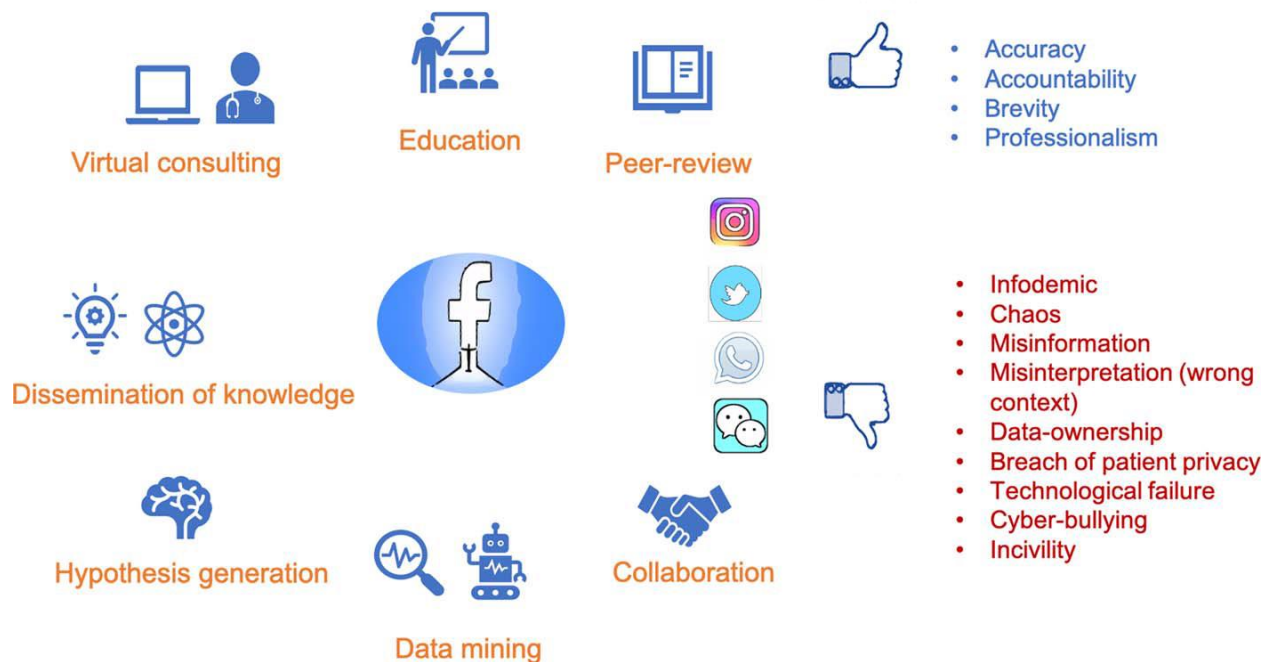 Virtual consulting
Education
Peer-review
• Accuracy
• Accountability
• Brevity
• Professionalism
f
Dissemination of knowledge
• Infodemic
• Chaos
• Misinformation
• Misinterpretation (wrong
context)
• Data-ownership
• Breach of patient privacy
• Technological failure
• Cyber-bullying
• Incivility
Hypothesis generation
Data mining
Collaboration